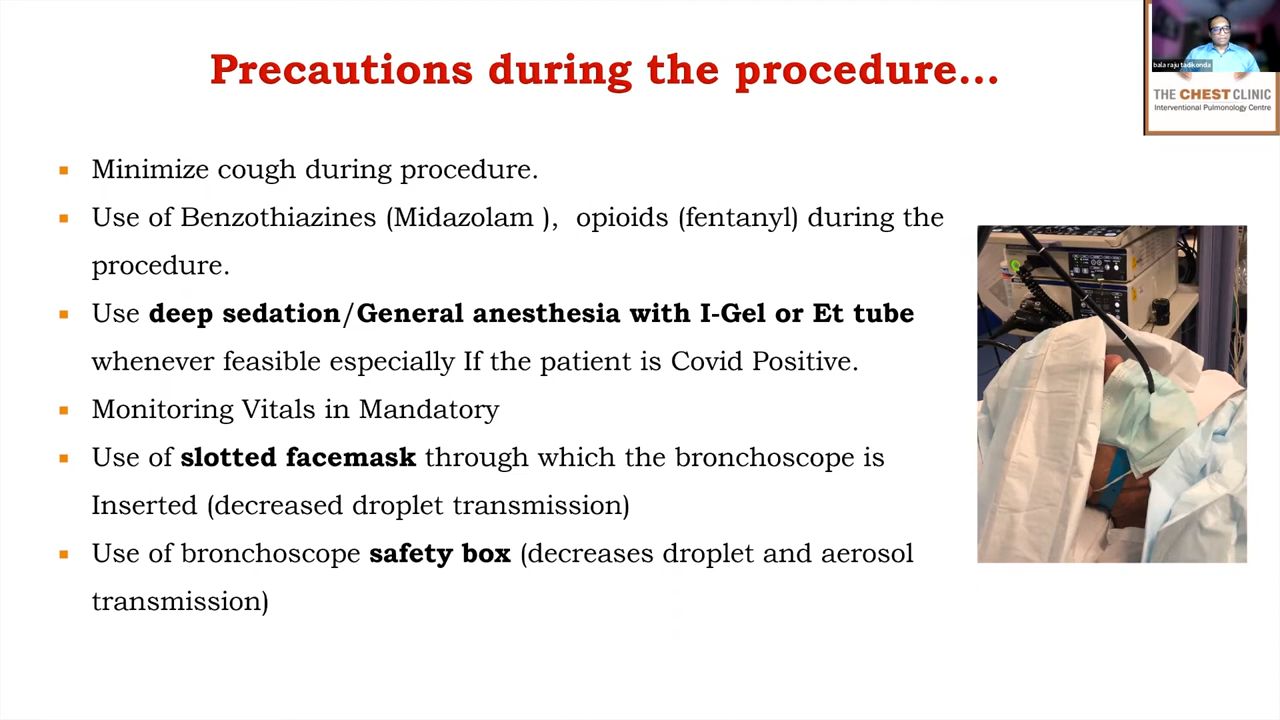 Precautions during the procedure...
bala raju tadikonda
THE CHEST CLINIC
Interventional Pulmonology Centre
Minimize cough during procedure.
Use of Benzothiazines (Midazolam ), opioids (fentanyl) during the
procedure.
Use deep sedation/General anesthesia with I-Gel or Et tube
whenever feasible especially If the patient is Covid Positive.
Monitoring Vitals in Mandatory
Use of slotted facemask through which the bronchoscope is
Inserted (decreased droplet transmission)
Use of bronchoscope safety box (decreases droplet and aerosol
transmission)